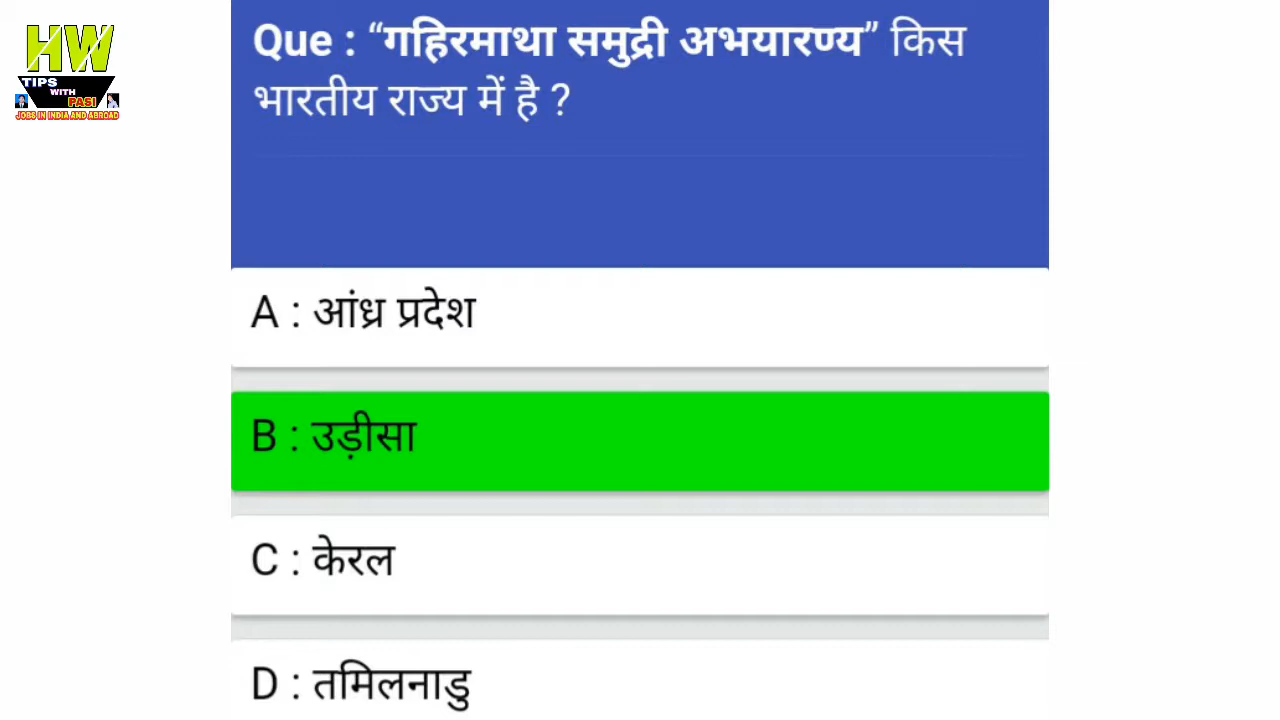 HW
TIPS
WITH
PASI
JOBS IN INDIA AND ABROAD
Que : “गहिरमाथा समुद्री अभयारण्य” किस
भारतीय राज्य में है ?
A : आंध्र प्रदेश
B : उड़ीसा
C : केरल
D : तमिलनाडु